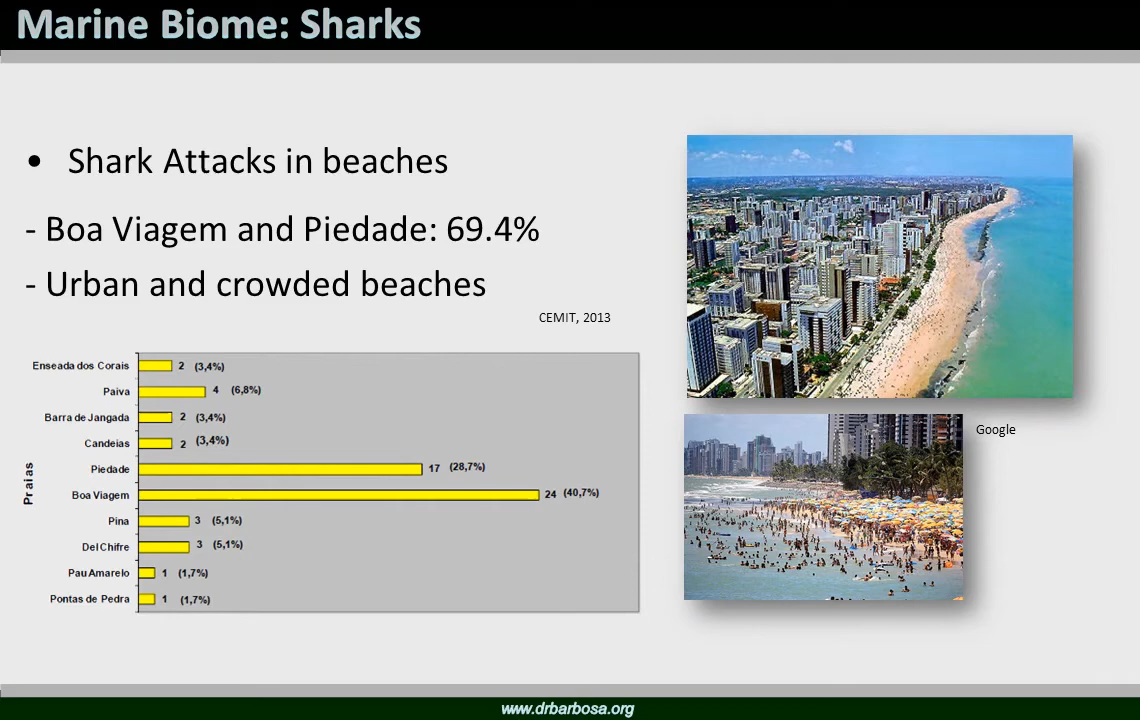 Marine Biome: Sharks
• Shark Attacks in beaches
- Boa Viagem and Piedade: 69.4%
- Urban and crowded beaches
CEMIT, 2013
Praias
Enseada dos Corais 2 (3,4%)
Paiva 4 (6,8%)
Barra de Jangada 2 (3,4%)
Candeias 2 (3,4%)
Piedade 17 (28,7%)
Boa Viagem 24 (40,7%)
Pina 3 (5,1%)
Del Chifre 3 (5,1%)
Pau Amarelo 1 (1,7%)
Pontas de Pedra 1 (1,7%)
Google
www.drbarbosa.org